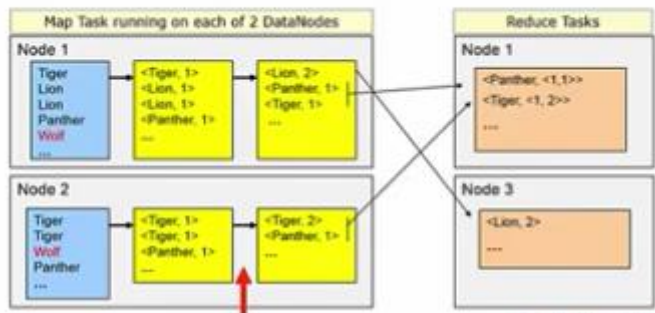 Map Task running on each of 2 DataNodes
Node 1
Tiger
Lion
Lion
Panther
Wolf
...
<Tiger, 1>
<Lion, 1>
<Lion, 1>
<Panther, 1>
...
<Lion, 2>
<Panther, 1>
<Tiger, 1>
...
Node 2
Tiger
Tiger
Wolf
Panther
...
<Tiger, 1>
<Tiger, 1>
<Panther, 1>
...
<Tiger, 2>
<Panther, 1>
...
Reduce Tasks
Node 1
<Panther, <1,1>>
<Tiger, <1, 2>>
...
Node 3
<Lion, 2>
...